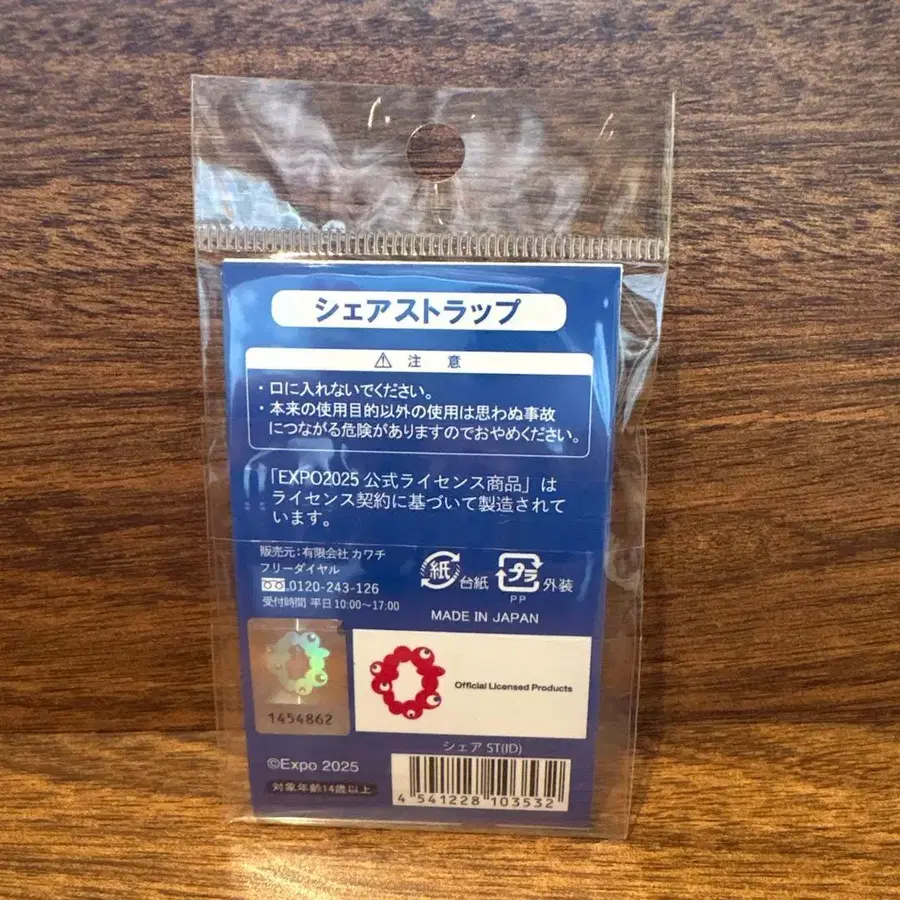 シェアストラップ
⚠ 注 意
・口に入れないでください。
・本来の使用目的以外の使用は思わぬ事故
につながる危険がありますのでおやめください。
「EXPO2025 公式ライセンス商品」は
ライセンス契約に基づいて製造されて
います。
販売元：有限会社 カワチ
フリーダイヤル
0120-243-126
受付時間 平日10:00〜17:00
紙 台紙
プラ 外装
PP
MADE IN JAPAN
1454862
Official Licensed Products
©Expo 2025
対象年齢14歳以上
シェア ST(ID)
4 541228 103532